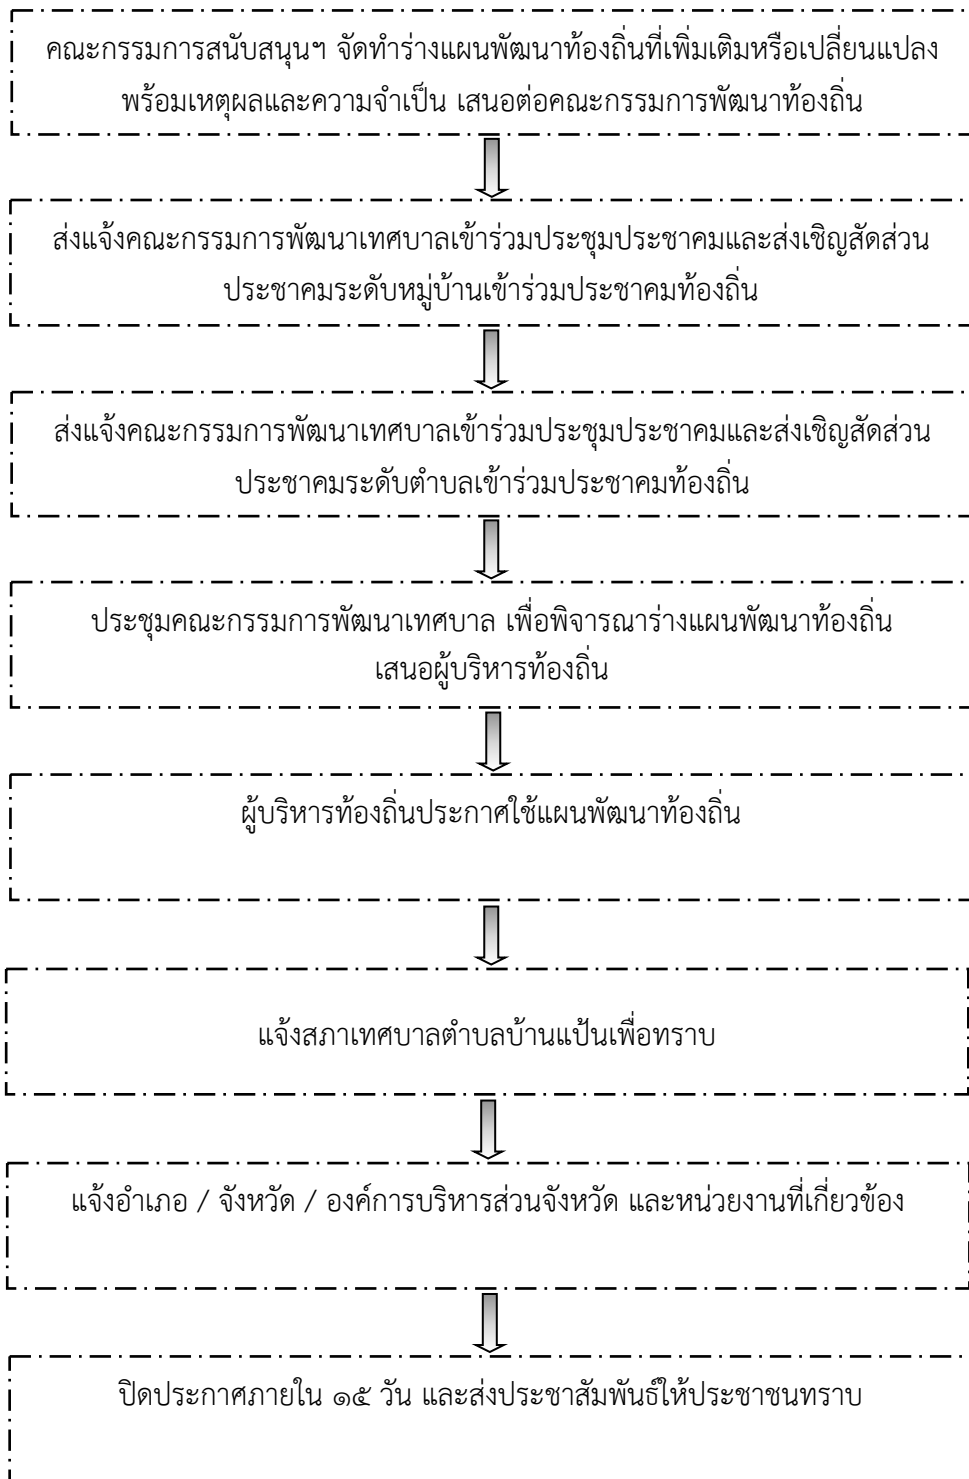 คณะกรรมการสนับสนุนฯ จัดทำร่างแผนพัฒนาท้องถิ่นที่เพิ่มเติมหรือเปลี่ยนแปลง
พร้อมเหตุผลและความจำเป็น เสนอต่อคณะกรรมการพัฒนาท้องถิ่น
ส่งแจ้งคณะกรรมการพัฒนาเทศบาลเข้าร่วมประชุมประชาคมและส่งเชิญสัดส่วน
ประชาคมระดับหมู่บ้านเข้าร่วมประชาคมท้องถิ่น
ส่งแจ้งคณะกรรมการพัฒนาเทศบาลเข้าร่วมประชุมประชาคมและส่งเชิญสัดส่วน
ประชาคมระดับตำบลเข้าร่วมประชาคมท้องถิ่น
ประชุมคณะกรรมการพัฒนาเทศบาล เพื่อพิจารณาร่างแผนพัฒนาท้องถิ่น
เสนอผู้บริหารท้องถิ่น
ผู้บริหารท้องถิ่นประกาศใช้แผนพัฒนาท้องถิ่น
แจ้งสภาเทศบาลตำบลบ้านแป้นเพื่อทราบ
แจ้งอำเภอ / จังหวัด / องค์การบริหารส่วนจังหวัด และหน่วยงานที่เกี่ยวข้อง
ปิดประกาศภายใน ๑๕ วัน และส่งประชาสัมพันธ์ให้ประชาชนทราบ